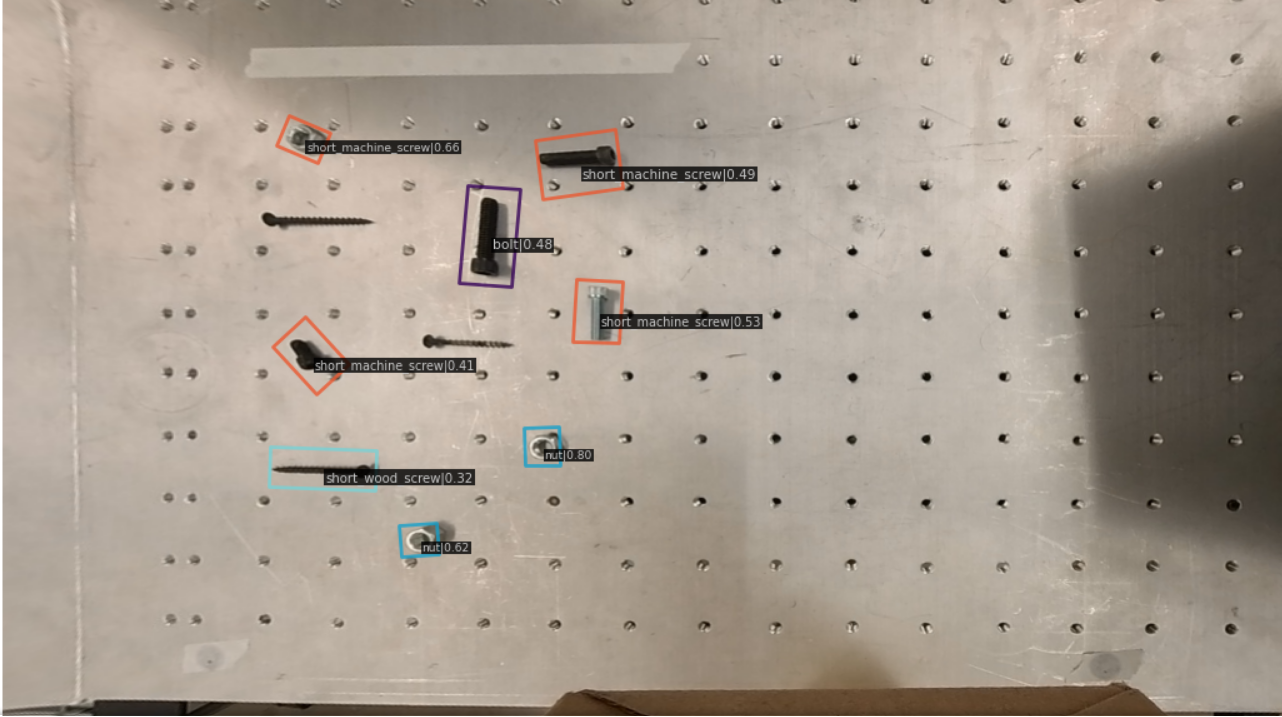 short_machine_screw|0.66
short_machine_screw|0.49
bolt|0.48
short_machine_screw|0.53
short_machine_screw|0.41
nut|0.80
short_wood_screw|0.32
nut|0.62